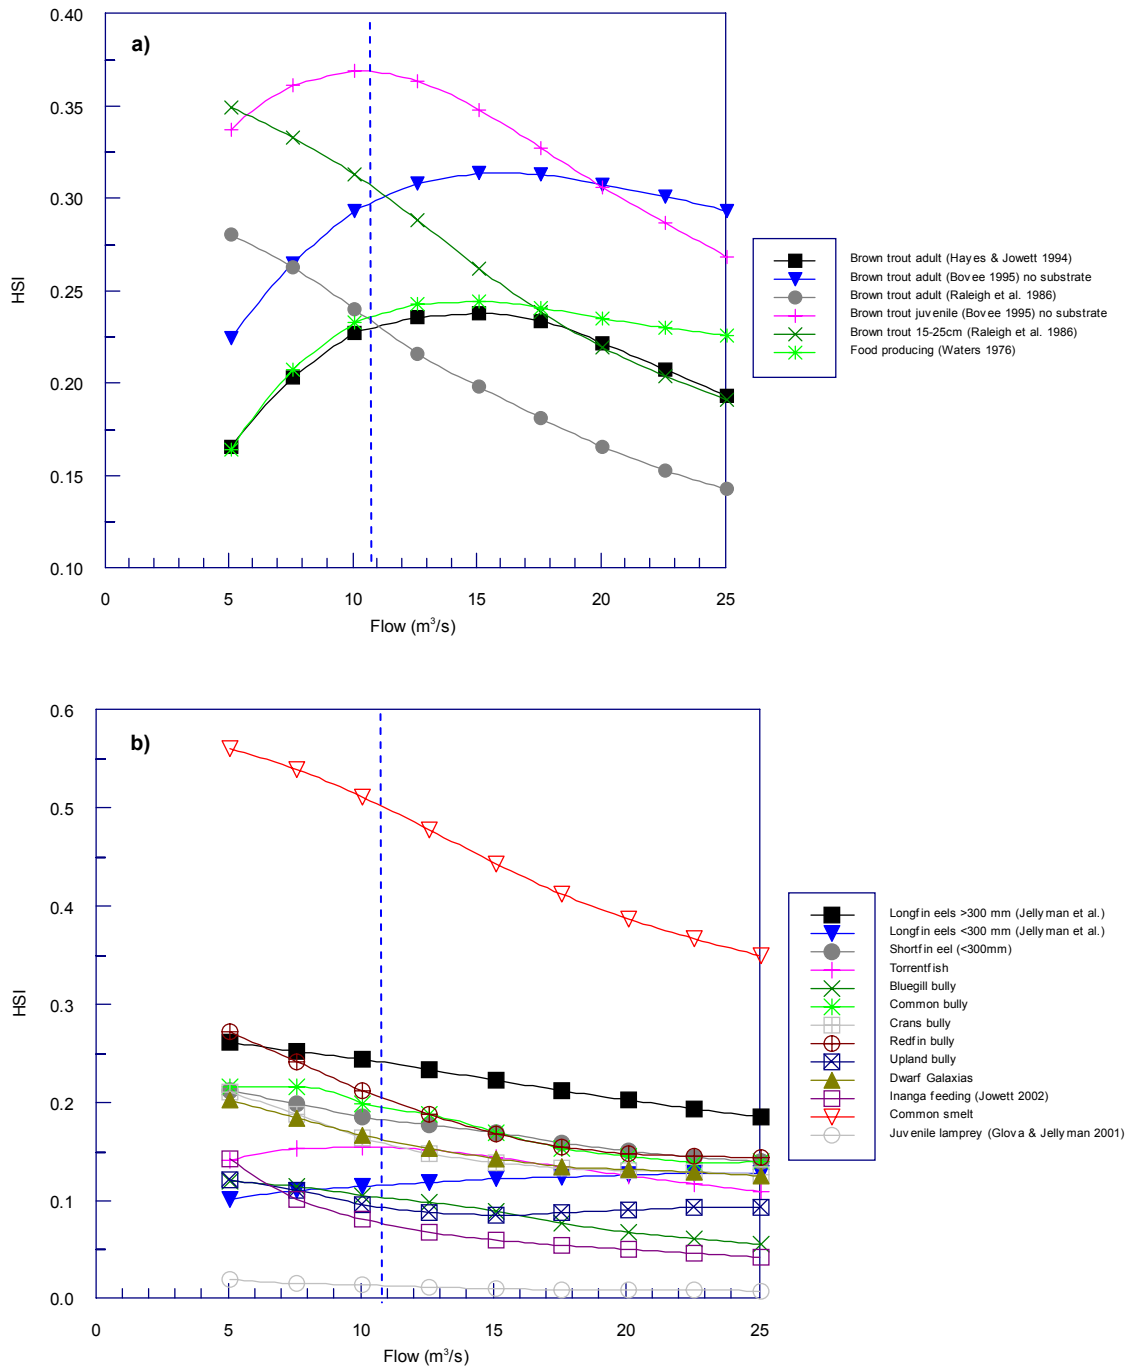 0.40
a)
0.35
0.30
0.25
0.20
0.15
0.10
HSI
0 5 10 15 20 25
Flow (m³/s)
Brown trout adult (Hayes & Jowett 1994)
Brown trout adult (Bovee 1995) no substrate
Brown trout adult (Raleigh et al. 1986)
Brown trout juvenile (Bovee 1995) no substrate
Brown trout 15-25cm (Raleigh et al. 1986)
Food producing (Waters 1976)
0.6
b)
0.5
0.4
0.3
0.2
0.1
0.0
HSI
0 5 10 15 20 25
Flow (m³/s)
Longfin eels >300 mm (Jellyman et al.)
Longfin eels <300 mm (Jellyman et al.)
Shortfin eel (<300mm)
Torrentfish
Bluegill bully
Common bully
Crans bully
Redfin bully
Upland bully
Dwarf Galaxias
Inanga feeding (Jowett 2002)
Common smelt
Juvenile lamprey (Glova & Jellyman 2001)